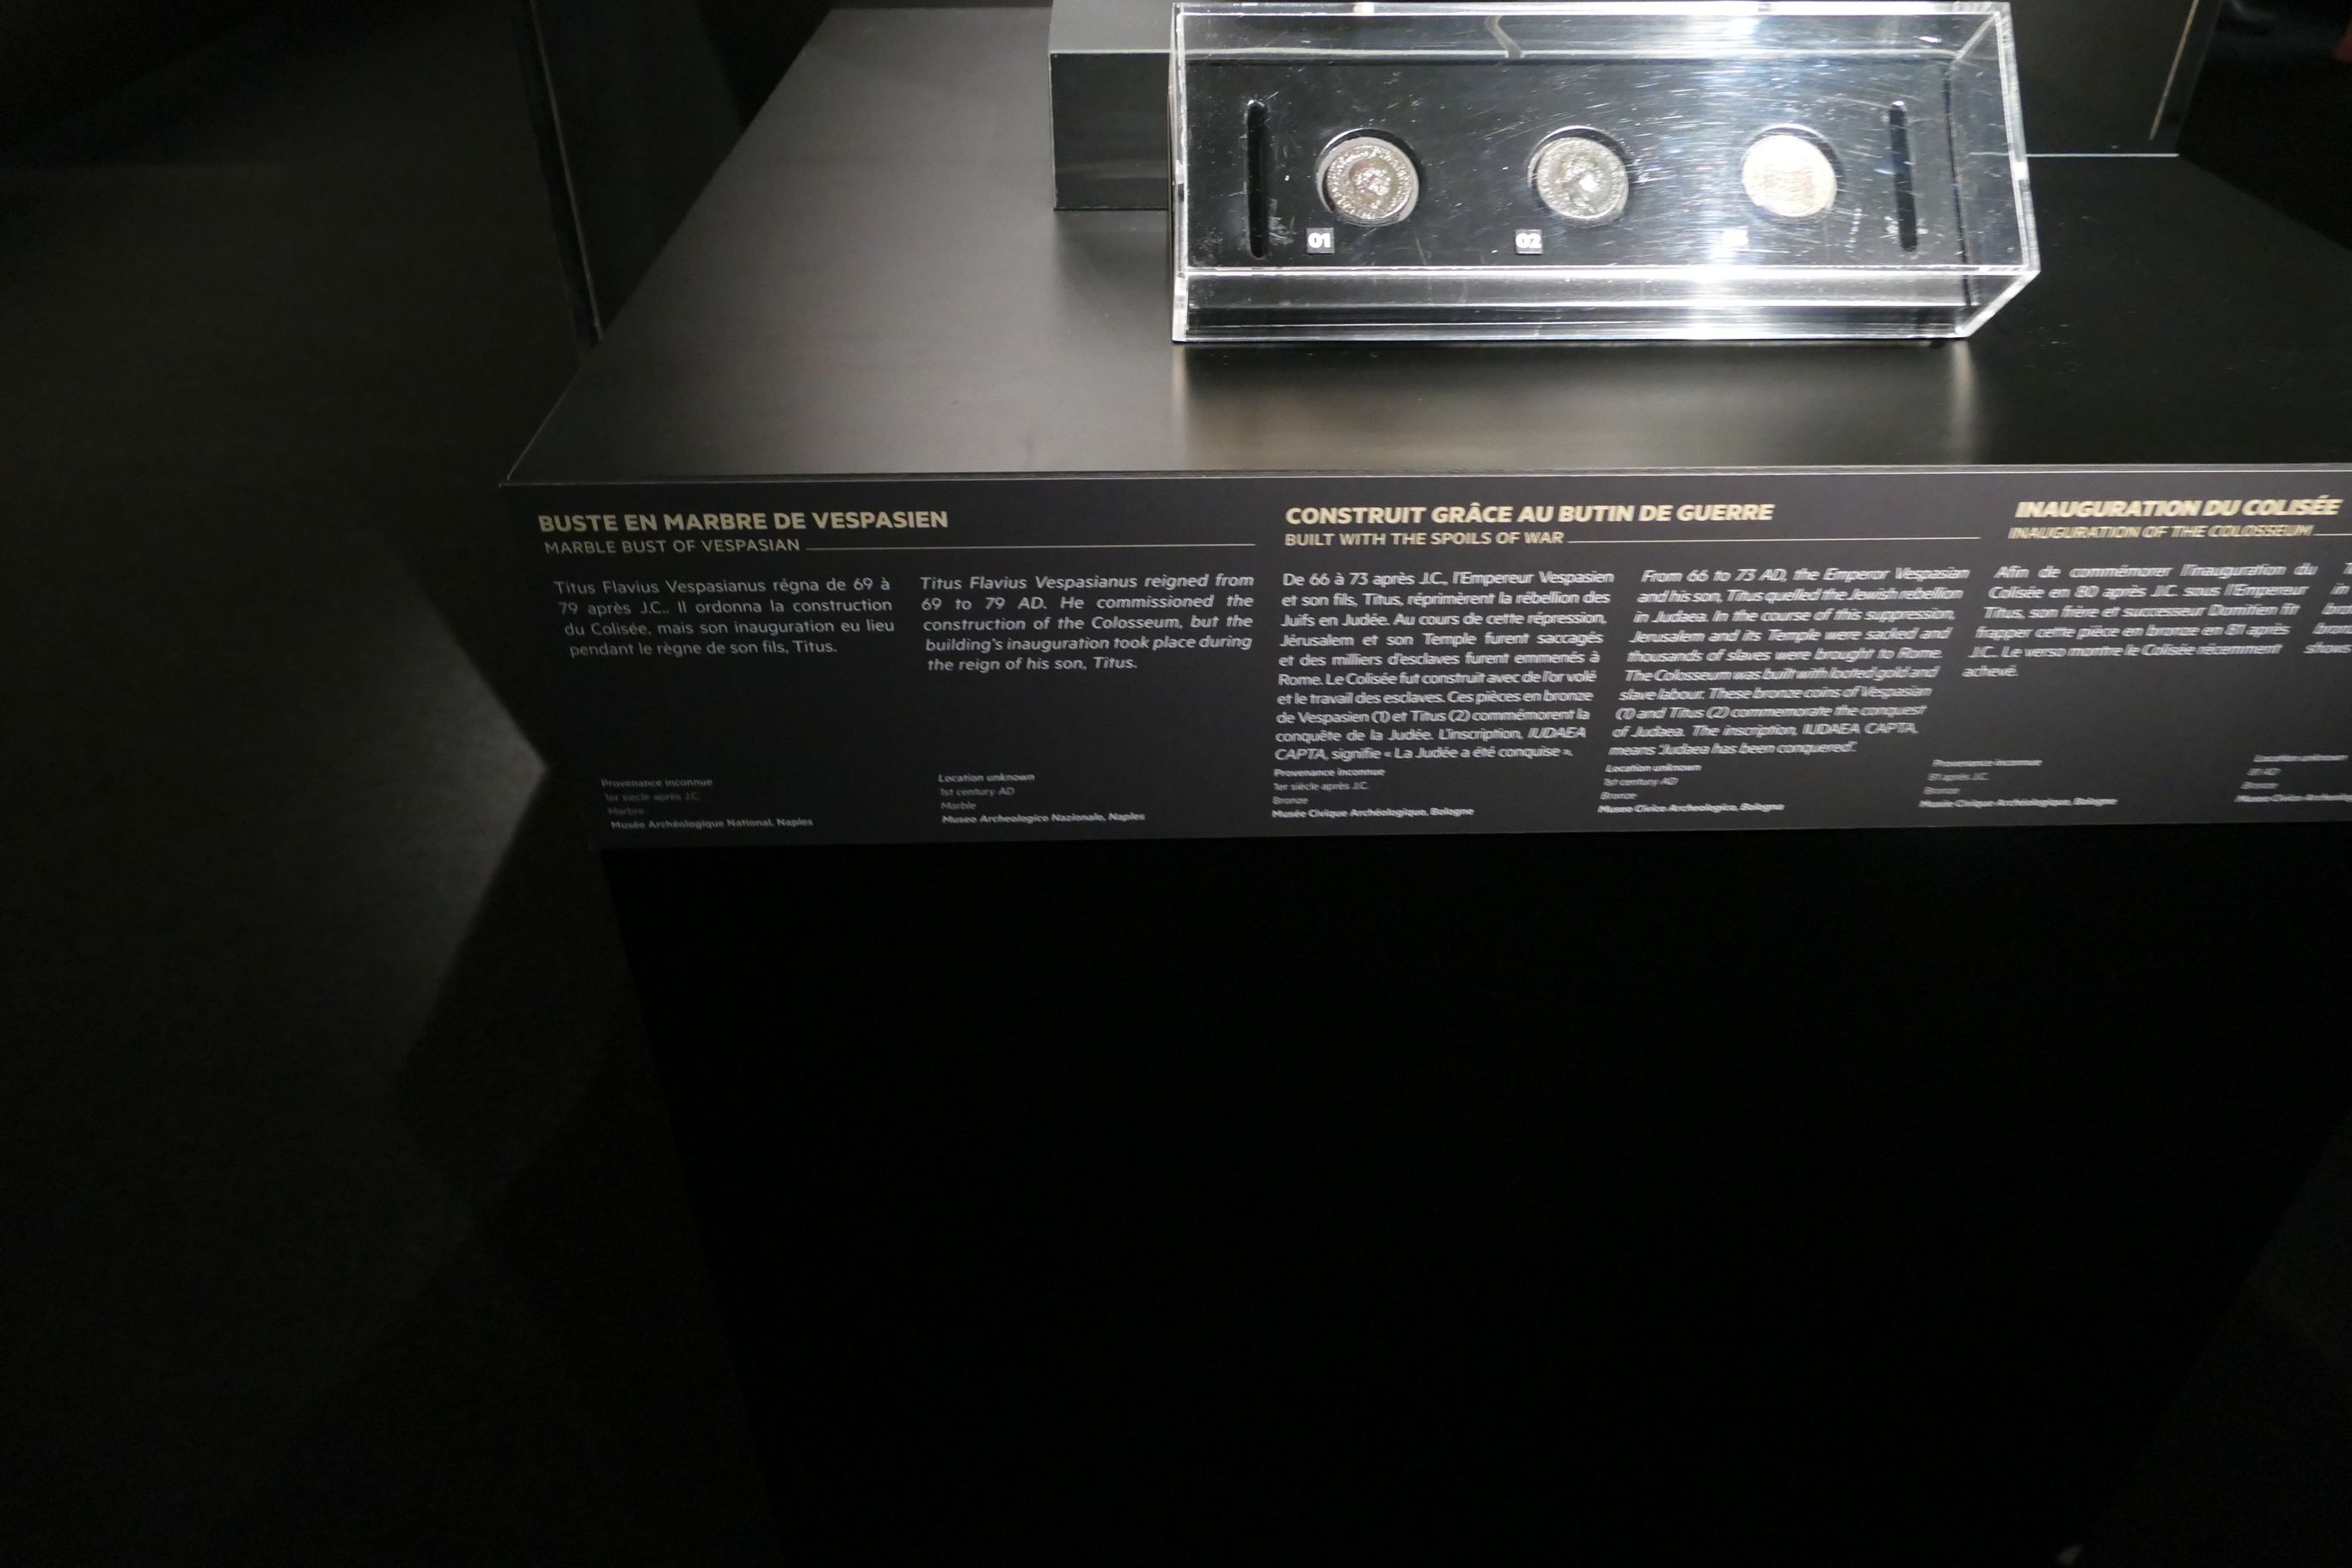 01
02
BUSTE EN MARBRE DE VESPASIEN
MARBLE BUST OF VESPASIAN
Titus Flavius Vespasianus règna de 69 à
79 après J.C.. Il ordonna la construction
du Colisée, mais son inauguration eu lieu
pendant le règne de son fils, Titus.
Provenance inconnue
1er siècle après J.C.
Marbre
Musée Archéologique National, Naples
Titus Flavius Vespasianus reigned from
69 to 79 AD. He commissioned the
construction of the Colosseum, but the
building's inauguration took place during
the reign of his son, Titus.
Location unknown
1st century AD
Marble
Museo Archeologico Nazionale, Naples
CONSTRUIT GRÂCE AU BUTIN DE GUERRE
BUILT WITH THE SPOILS OF WAR
De 66 à 73 après J.C., l'Empereur Vespasien
et son fils, Titus, réprimèrent la rébellion des
Juifs en Judée. Au cours de cette répression,
Jérusalem et son Temple furent saccagés
et des milliers d'esclaves furent emmenés à
Rome. Le Colisée fut construit avec de l'or volé
et le travail des esclaves. Ces pièces en bronze
de Vespasien (1) et Titus (2) commémorent la
conquête de la Judée. L'inscription, IUDAEA
CAPTA, signifie « La Judée a été conquise ».
Provenance inconnue
1er siècle après J.C.
Bronze
Musée Civique Archéologique, Bologne
From 66 to 73 AD, the Emperor Vespasian
and his son, Titus quelled the Jewish rebellion
in Judaea. In the course of this suppression,
Jerusalem and its Temple were sacked and
thousands of slaves were brought to Rome.
The Colosseum was built with looted gold and
slave labour. These bronze coins of Vespasian
(1) and Titus (2) commemorate the conquest
of Judaea. The inscription, IUDAEA CAPTA,
means 'Judaea has been conquered'.
Location unknown
1st century AD
Bronze
Museo Civico Archeologico, Bologna
INAUGURATION DU COLISÉE
INAUGURATION OF THE COLOSSEUM
Afin de commémorer l'inauguration du
Colisée en 80 après J.C. sous l'Empereur
Titus, son frère et successeur Domitien fit
frapper cette pièce en bronze en 81 après
J.C.. Le verso montre le Colisée récemment
achevé.
Provenance inconnue
81 après J.C.
Bronze
Musée Civique Archéologique, Bologne
shows
Location unknown
81 AD
Bronze
Museo Civico